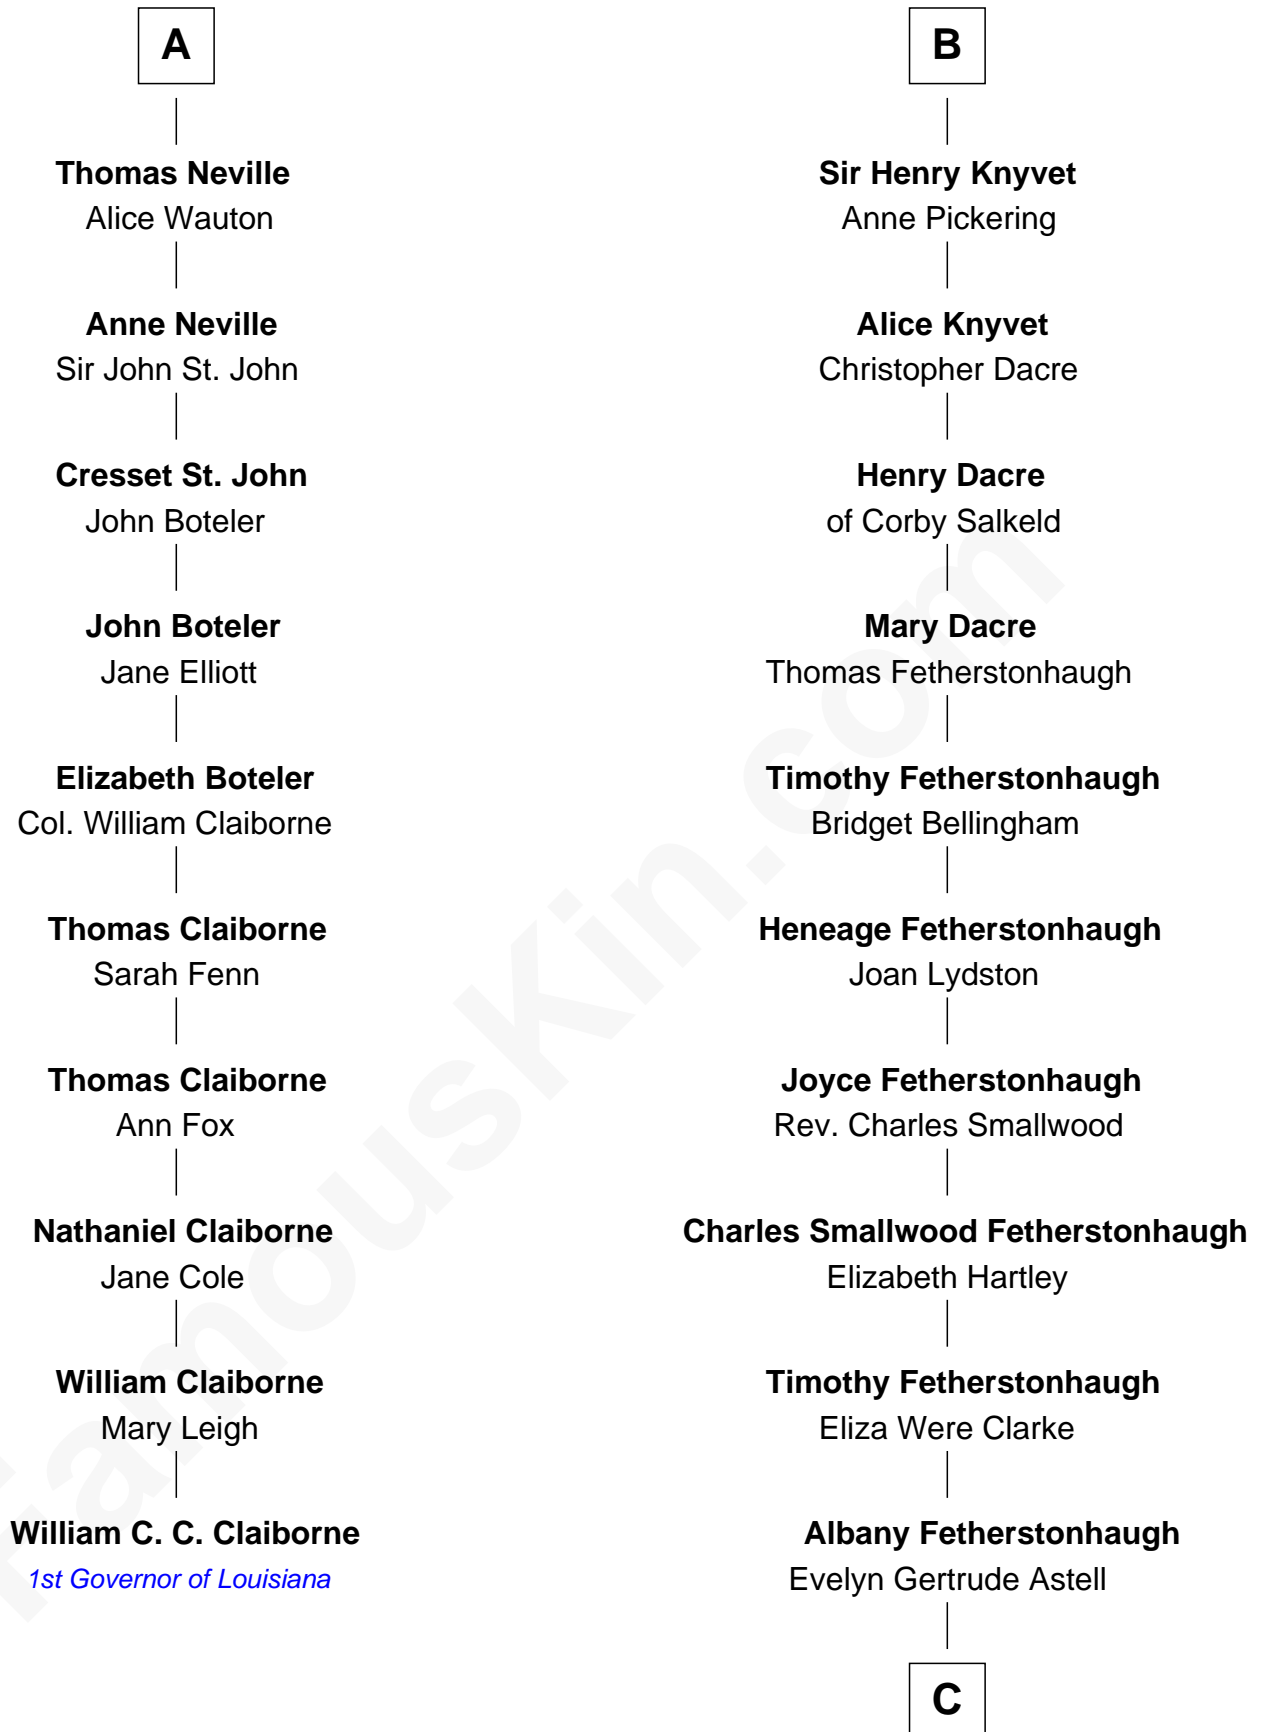 A
Thomas Neville
Alice Wauton
Anne Neville
Sir John St. John
Cresset St. John
John Boteler
John Boteler
Jane Elliott
Elizabeth Boteler
Col. William Claiborne
Thomas Claiborne
Sarah Fenn
Thomas Claiborne
Ann Fox
Nathaniel Claiborne
Jane Cole
William Claiborne
Mary Leigh
William C. C. Claiborne
1st Governor of Louisiana
B
Sir Henry Knyvet
Anne Pickering
Alice Knyvet
Christopher Dacre
Henry Dacre
of Corby Salkeld
Mary Dacre
Thomas Fetherstonhaugh
Timothy Fetherstonhaugh
Bridget Bellingham
Heneage Fetherstonhaugh
Joan Lydston
Joyce Fetherstonhaugh
Rev. Charles Smallwood
Charles Smallwood Fetherstonhaugh
Elizabeth Hartley
Timothy Fetherstonhaugh
Eliza Were Clarke
Albany Fetherstonhaugh
Evelyn Gertrude Astell
C
FamousKin.com